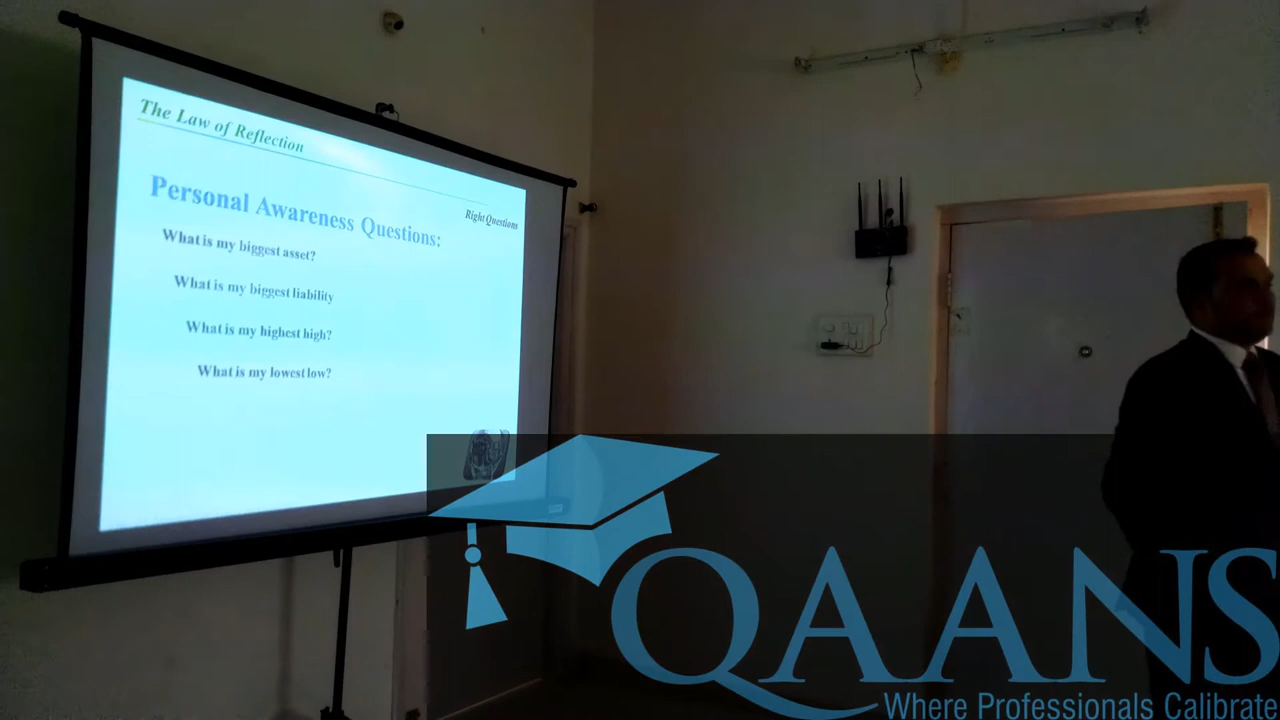 The Law of Reflection
Right Questions
Personal Awareness Questions:
What is my biggest asset?
What is my biggest liability
What is my highest high?
What is my lowest low?
QAANS
Where Professionals Calibrate